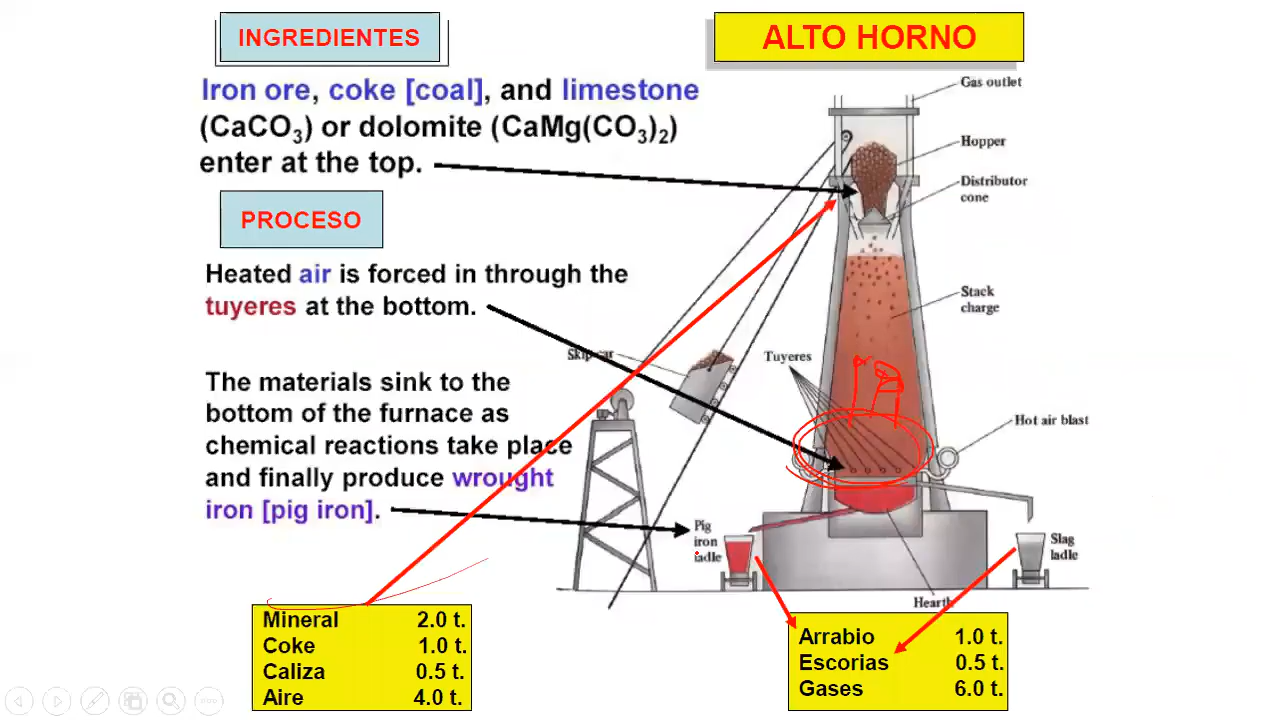 INGREDIENTES
ALTO HORNO
Iron ore, coke [coal], and limestone
(CaCO₃) or dolomite (CaMg(CO₃)₂)
enter at the top.
PROCESO
Heated air is forced in through the
tuyeres at the bottom.
The materials sink to the
bottom of the furnace as
chemical reactions take place
and finally produce wrought
iron [pig iron].
Gas outlet
Hopper
Distributor
cone
Stack
charge
Skip car
Tuyeres
Hot air blast
Pig
iron
ladle
Slag
ladle
Hearth
Mineral 2.0 t.
Coke 1.0 t.
Caliza 0.5 t.
Aire 4.0 t.
Arrabio 1.0 t.
Escorias 0.5 t.
Gases 6.0 t.